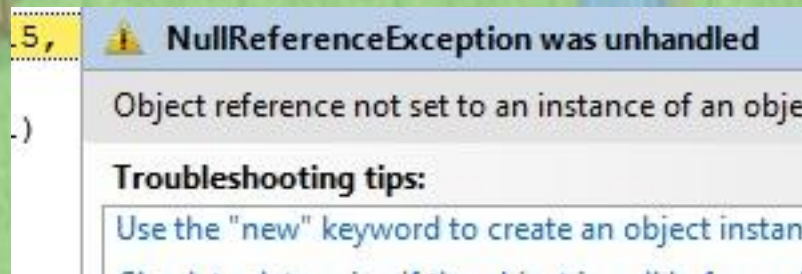 .5,
NullReferenceException was unhandled
Object reference not set to an instance of an obje
.)
Troubleshooting tips:
Use the "new" keyword to create an object instan